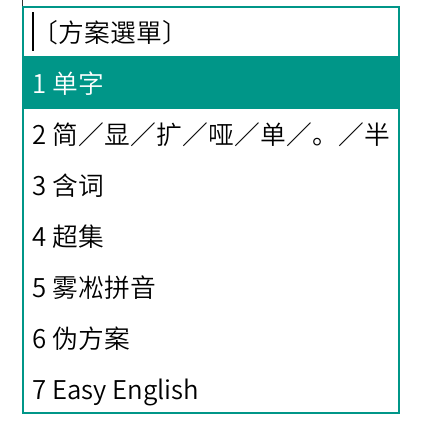 〔方案選單〕
1 单字
2 简／显／扩／哑／单／。／半
3 含词
4 超集
5 雾凇拼音
6 伪方案
7 Easy English